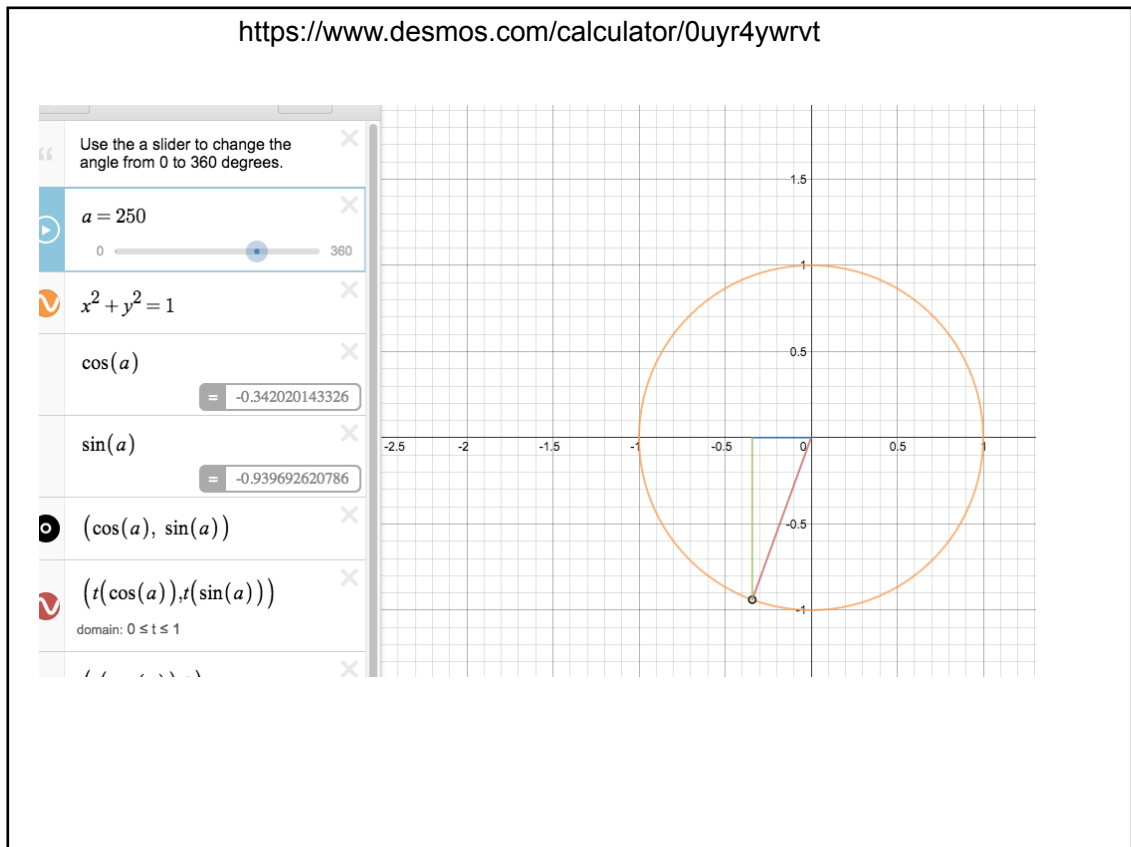 https://www.desmos.com/calculator/0uyr4ywrvt
Use the a slider to change the
angle from 0 to 360 degrees.
a = 250
0 360
x² + y² = 1
cos(a)
= -0.342020143326
sin(a)
= -0.939692620786
(cos(a), sin(a))
(t(cos(a)),t(sin(a)))
domain: 0 ≤ t ≤ 1
1.5
1
0.5
-2.5 -2 -1.5 -1 -0.5 0 0.5 1
-0.5
-1